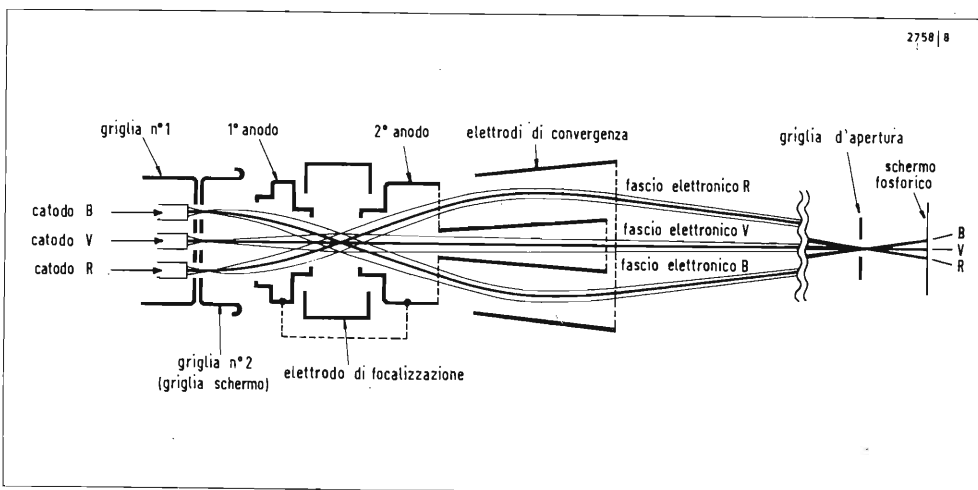 2758 | 8
griglia n°1
1° anodo
2° anodo
elettrodi di convergenza
griglia d'apertura
schermo
fosforico
catodo B
catodo V
catodo R
fascio elettronico R
fascio elettronico V
fascio elettronico B
B
V
R
griglia n°2
(griglia schermo)
elettrodo di focalizzazione